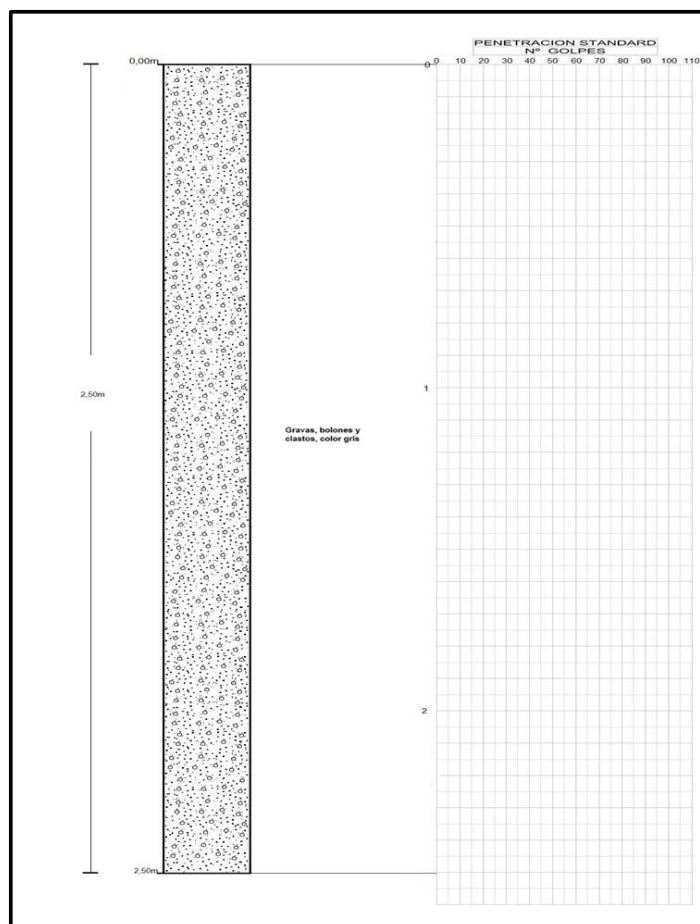 PENETRACION STANDARD
Nº GOLPES
0,00m
0
0 10 20 30 40 50 60 70 80 90 100 110
1
2,50m
Gravas, bolones y
clastos, color gris
2
2,50m